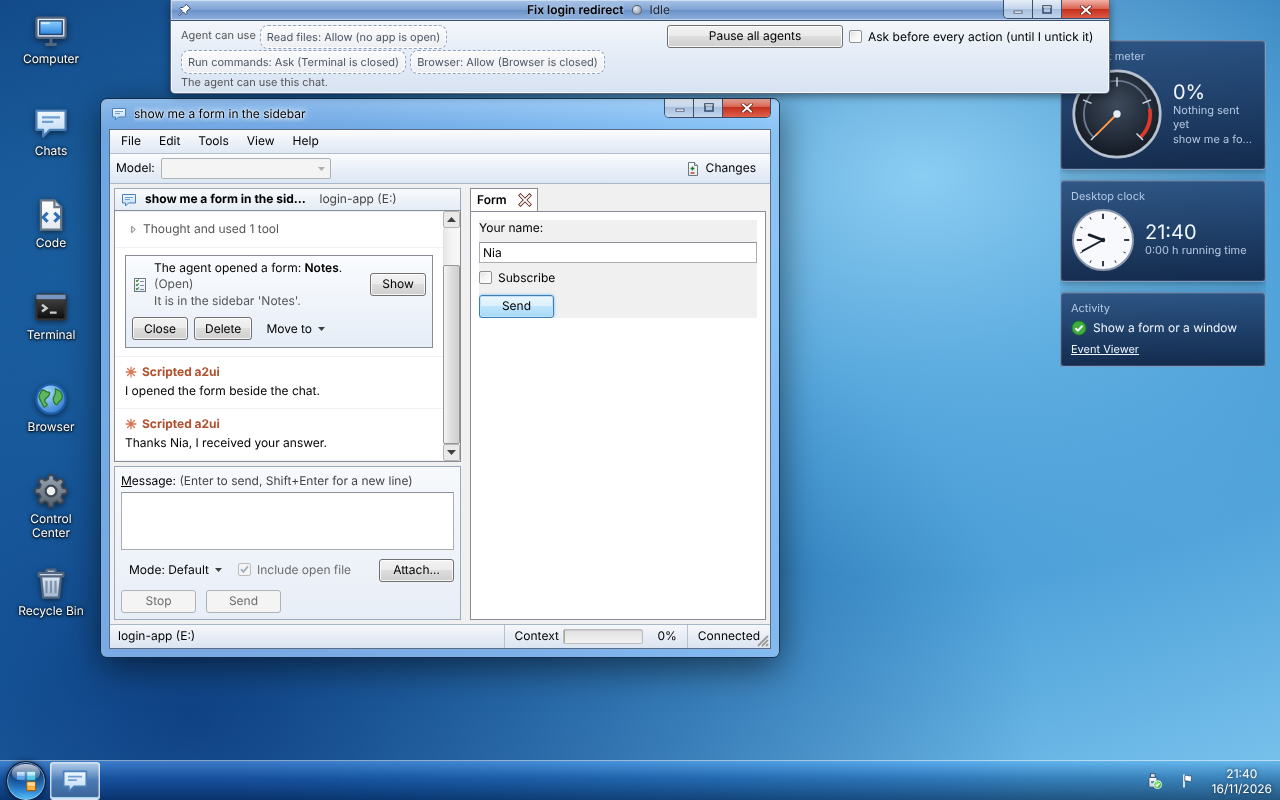 Fix login redirect
Idle
Agent can use
Read files: Allow (no app is open)
Run commands: Ask (Terminal is closed)
Browser: Allow (Browser is closed)
The agent can use this chat.
Pause all agents
Ask before every action (until I untick it)
Computer
Chats
Code
Terminal
Browser
Control
Center
Recycle Bin
show me a form in the sidebar
File
Edit
Tools
View
Help
Model:
Changes
show me a form in the sid...
login-app (E:)
Thought and used 1 tool
The agent opened a form: Notes.
(Open)
It is in the sidebar 'Notes'.
Show
Close
Delete
Move to
Scripted a2ui
I opened the form beside the chat.
Scripted a2ui
Thanks Nia, I received your answer.
Message: (Enter to send, Shift+Enter for a new line)
Mode: Default
Include open file
Attach...
Stop
Send
Form
Your name:
Nia
Subscribe
Send
login-app (E:)
Context
0%
Connected
meter
0%
Nothing sent
yet
show me a fo...
Desktop clock
21:40
0:00 h running time
Activity
Show a form or a window
Event Viewer
21:40
16/11/2026